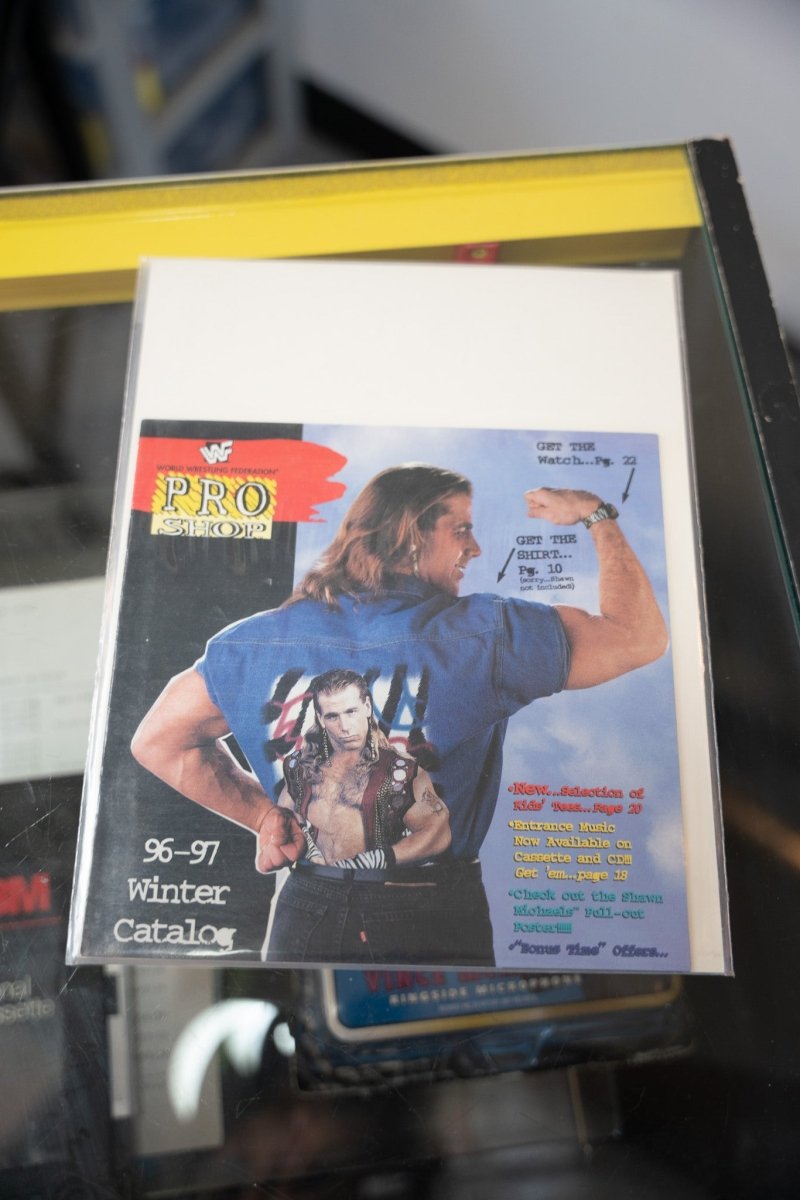 WORLD WRESTLING FEDERATION
PRO
SHOP
GET THE
Watch...Pg. 22
GET THE
SHIRT...
Pg. 10
(sorry...Shawn
not included)
•New...Selection of
Kids' Tees...Page 20
•Entrance Music
Now Available on
Cassette and CD!!!
Get 'em...page 18
•Check out the Shawn
Michaels™ Pull-out
Poster!!!!!
•"Bonus Time" Offers...
96-97
Winter
Catalog
RINGSIDE MICROPHONE